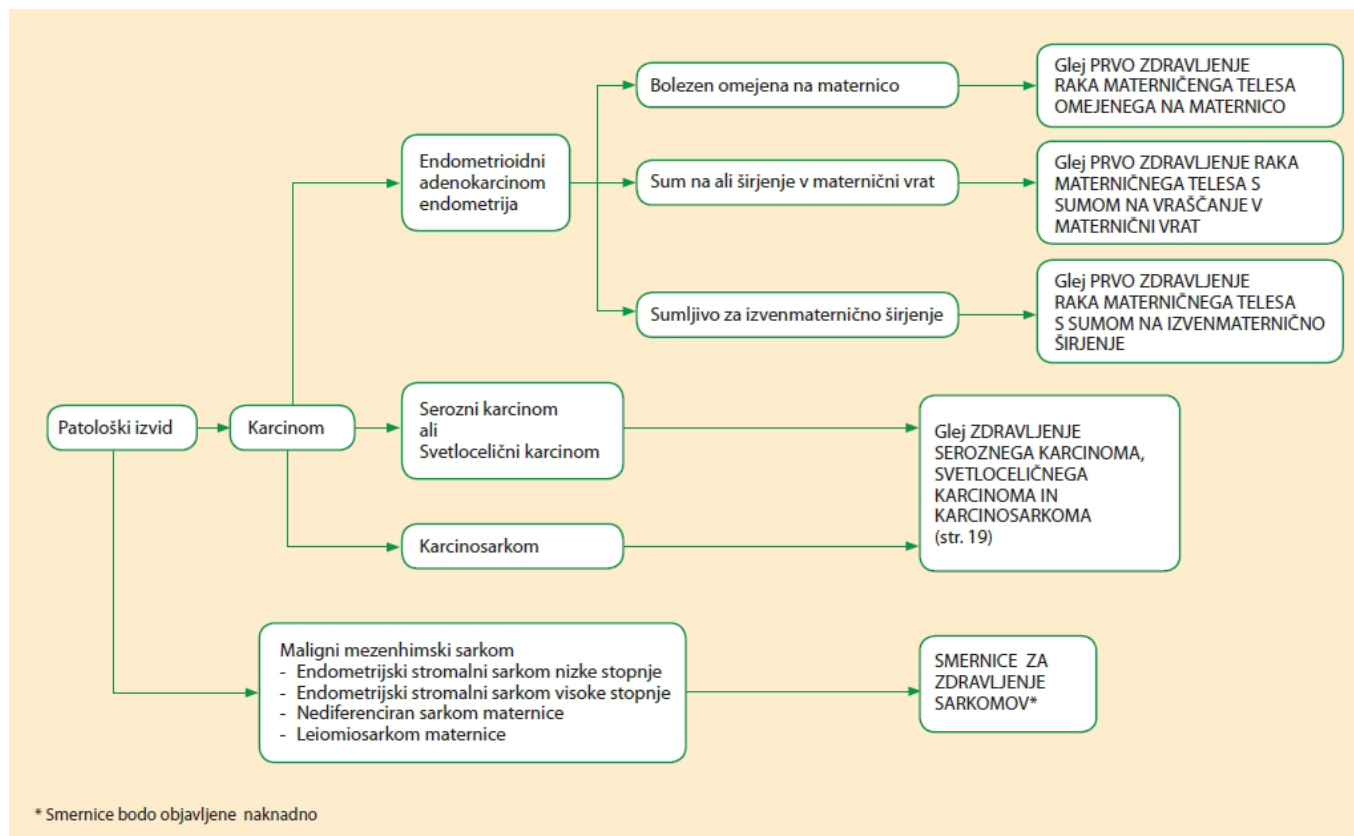 Patološki izvid
Karcinom
Endometrioidni
adenokarcinom
endometrija
Bolezen omejena na maternico
Glej PRVO ZDRAVLJENJE
RAKA MATERNIČENGA TELESA
OMEJENEGA NA MATERNICO
Sum na ali širjenje v maternični vrat
Glej PRVO ZDRAVLJENJE RAKA
MATERNIČNEGA TELESA S
SUMOM NA VRAŠČANJE V
MATERNIČNI VRAT
Sumljivo za izvenmaternično širjenje
Glej PRVO ZDRAVLJENJE
RAKA MATERNIČNEGA TELESA
S SUMOM NA IZVENMATERNIČNO
ŠIRJENJE
Serozni karcinom
ali
Svetlocelični karcinom
Karcinosarkom
Glej ZDRAVLJENJE
SEROZNEGA KARCINOMA,
SVETLOCELIČNEGA
KARCINOMA IN
KARCINOSARKOMA
(str. 19)
Maligni mezenhimski sarkom
- Endometrijski stromalni sarkom nizke stopnje
- Endometrijski stromalni sarkom visoke stopnje
- Nediferenciran sarkom maternice
- Leiomiosarkom maternice
SMERNICE ZA
ZDRAVLJENJE
SARKOMOV*
* Smernice bodo objavljene naknadno